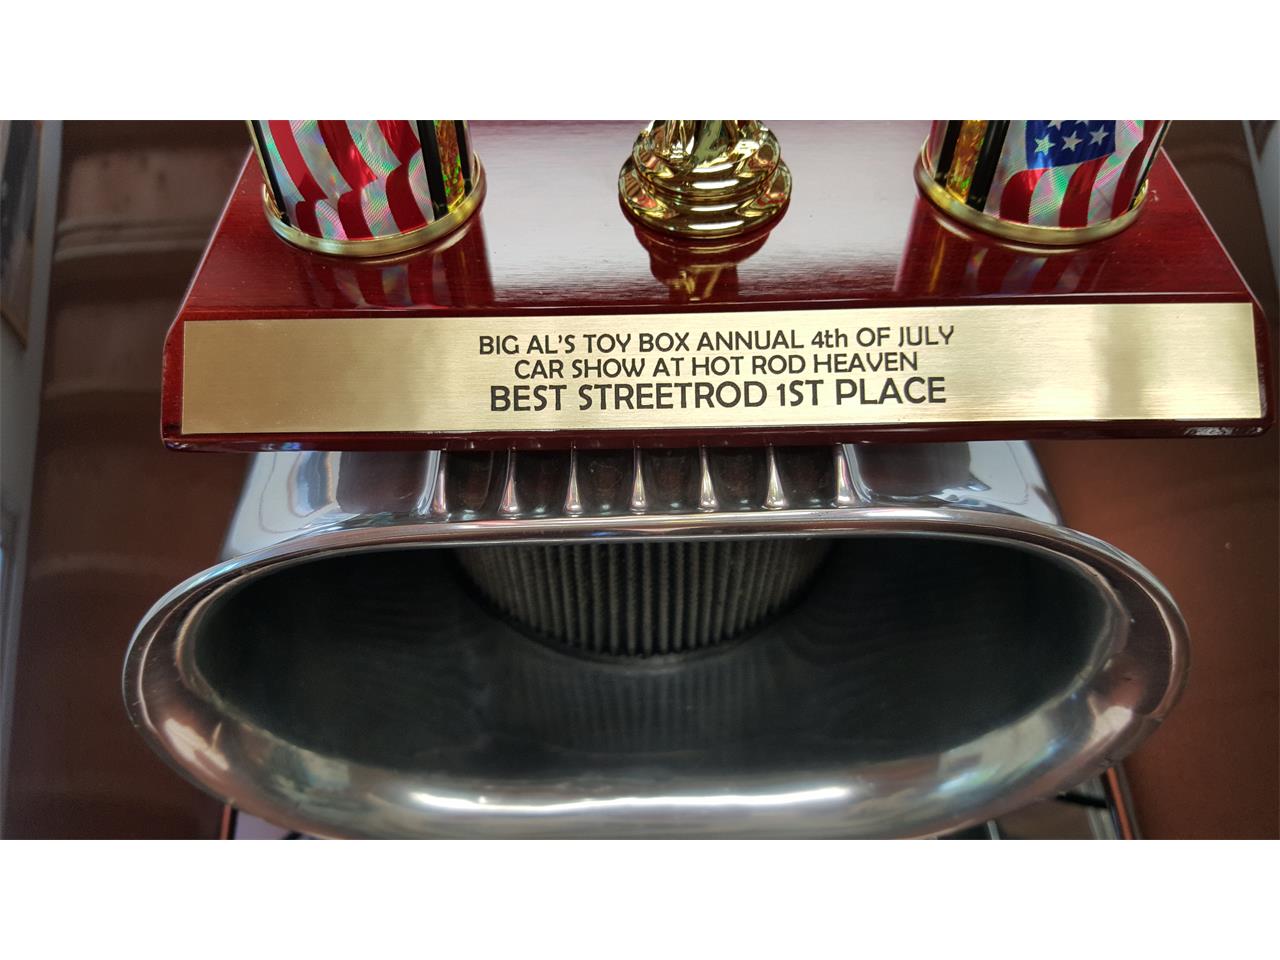 BIG AL'S TOY BOX ANNUAL 4th OF JULY
CAR SHOW AT HOT ROD HEAVEN
BEST STREETROD 1ST PLACE